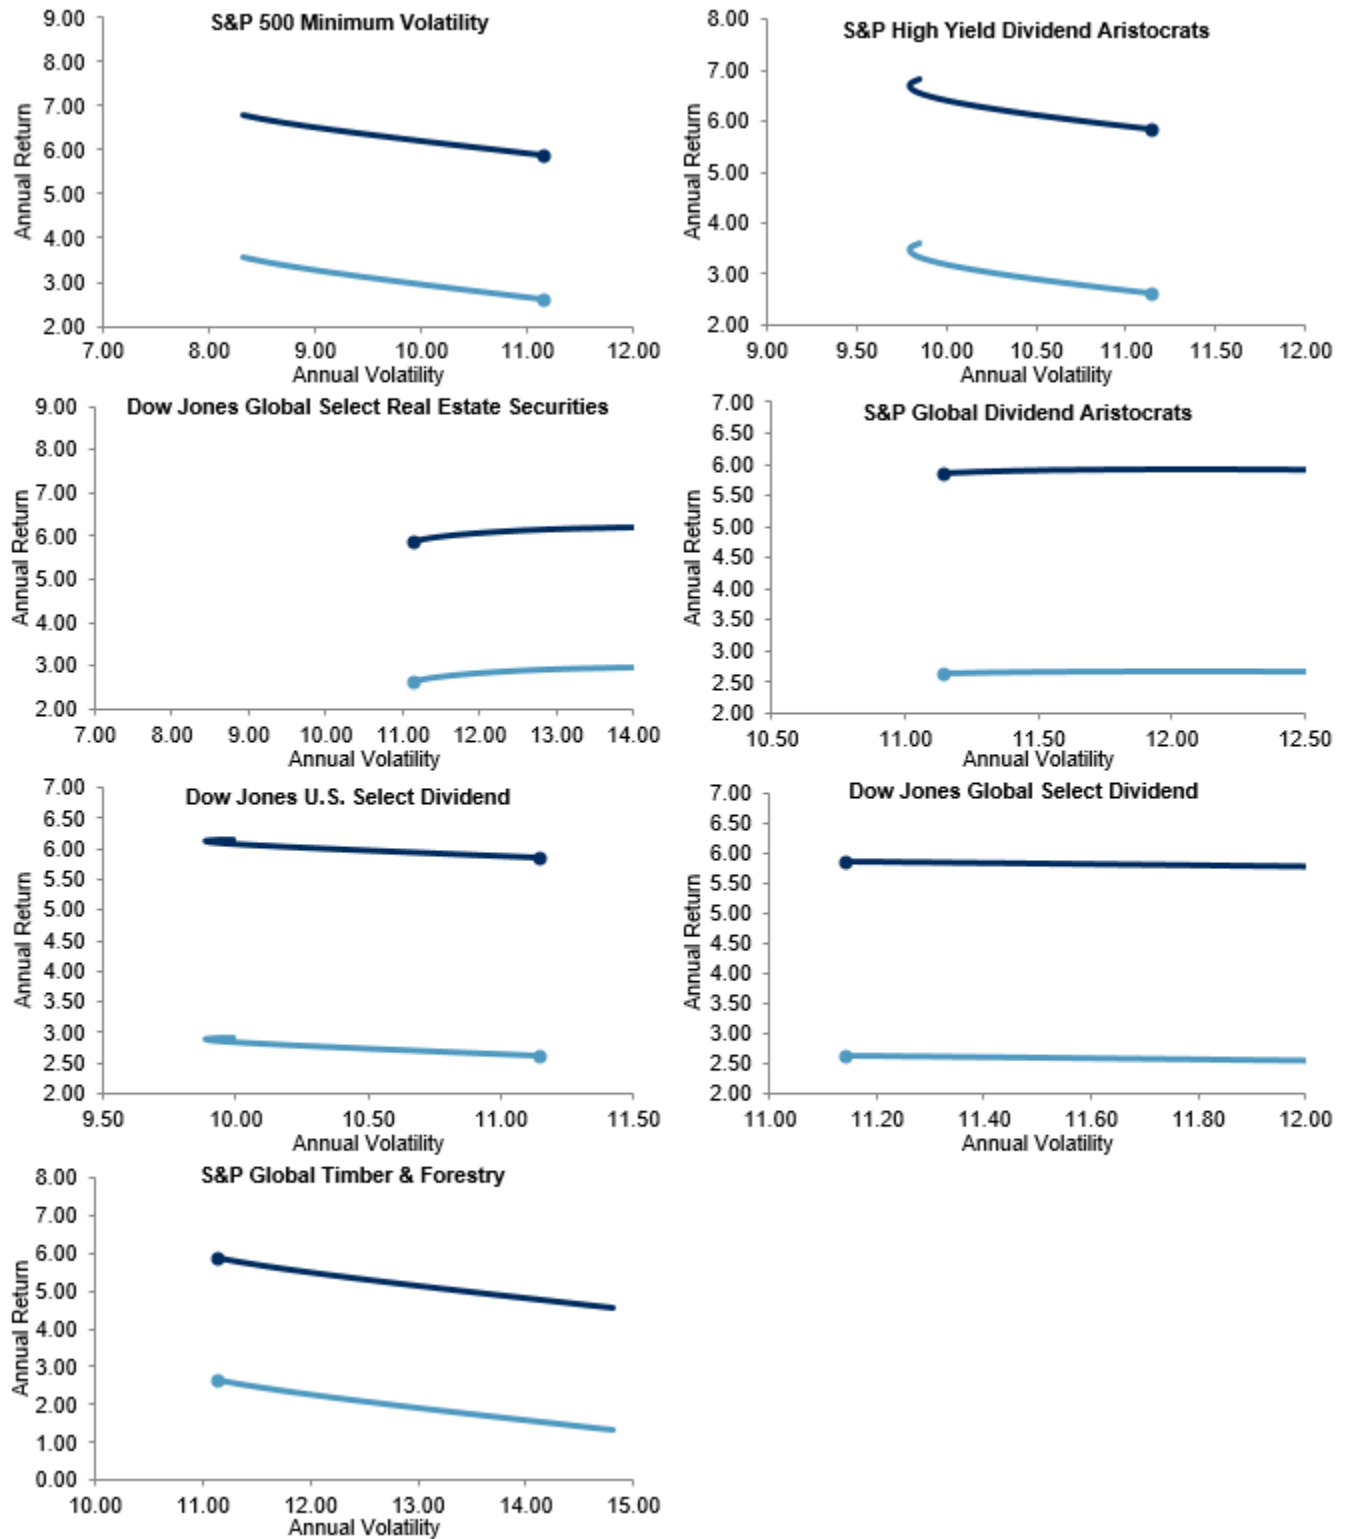 S&P 500 Minimum Volatility
9.00
8.00
7.00
6.00
5.00
4.00
3.00
2.00
Annual Return
7.00 8.00 9.00 10.00 11.00 12.00
Annual Volatility
S&P High Yield Dividend Aristocrats
8.00
7.00
6.00
5.00
4.00
3.00
2.00
Annual Return
9.00 9.50 10.00 10.50 11.00 11.50 12.00
Annual Volatility
Dow Jones Global Select Real Estate Securities
9.00
8.00
7.00
6.00
5.00
4.00
3.00
2.00
Annual Return
7.00 8.00 9.00 10.00 11.00 12.00 13.00 14.00
Annual Volatility
S&P Global Dividend Aristocrats
7.00
6.50
6.00
5.50
5.00
4.50
4.00
3.50
3.00
2.50
2.00
Annual Return
10.50 11.00 11.50 12.00 12.50
Annual Volatility
Dow Jones U.S. Select Dividend
7.00
6.50
6.00
5.50
5.00
4.50
4.00
3.50
3.00
2.50
2.00
Annual Return
9.50 10.00 10.50 11.00 11.50
Annual Volatility
Dow Jones Global Select Dividend
7.00
6.50
6.00
5.50
5.00
4.50
4.00
3.50
3.00
2.50
2.00
Annual Return
11.00 11.20 11.40 11.60 11.80 12.00
Annual Volatility
S&P Global Timber & Forestry
8.00
7.00
6.00
5.00
4.00
3.00
2.00
1.00
0.00
Annual Return
10.00 11.00 12.00 13.00 14.00 15.00
Annual Volatility